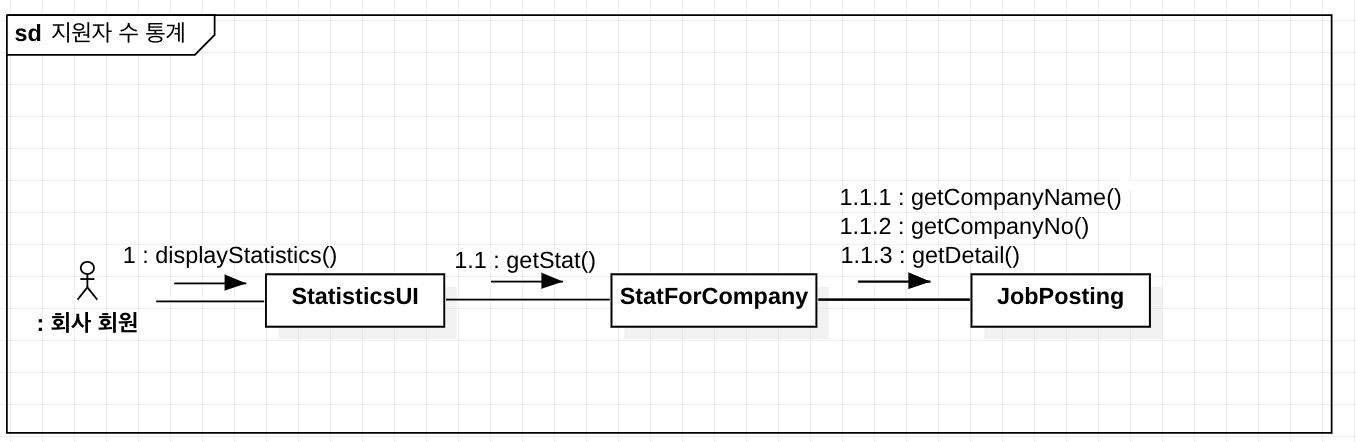 sd 지원자 수 통계
1.1.1 : getCompanyName()
1.1.2 : getCompanyNo()
1.1.3 : getDetail()
1 : displayStatistics()
1.1 : getStat()
: 회사 회원
StatisticsUI
StatForCompany
JobPosting